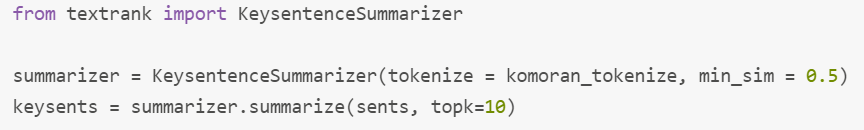 from textrank import KeysentenceSummarizer
summarizer = KeysentenceSummarizer(tokenize = komoran_tokenize, min_sim = 0.5)
keysents = summarizer.summarize(sents, topk=10)